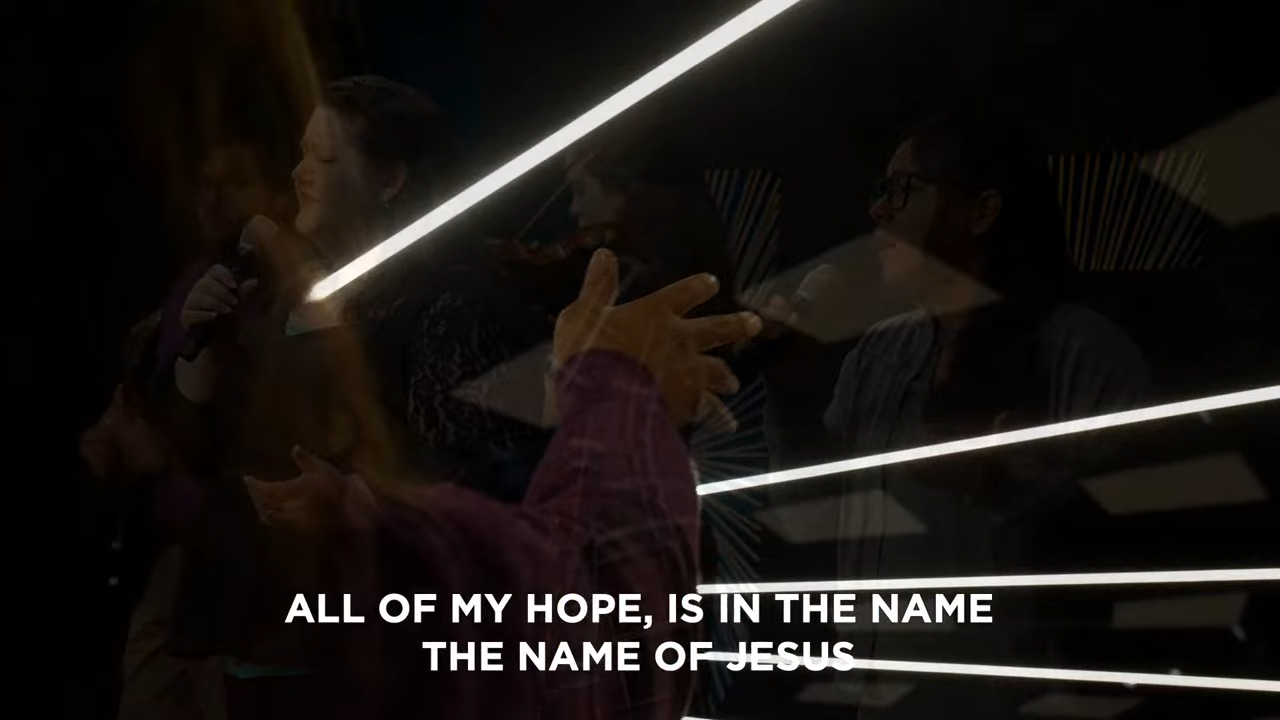 ALL OF MY HOPE, IS IN THE NAME
THE NAME OF JESUS